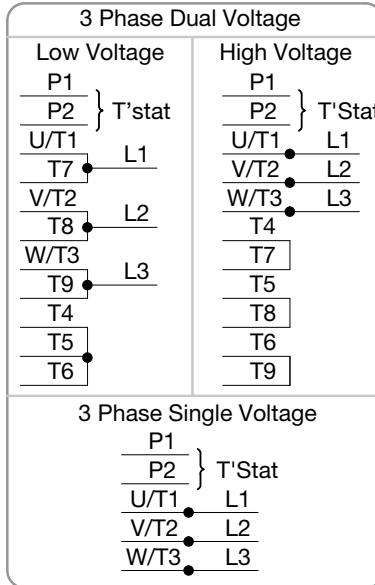 3 Phase Dual Voltage
Low Voltage
P1
P2
T’stat
U/T1
T7
L1
V/T2
T8
L2
W/T3
T9
L3
T4
T5
T6
High Voltage
P1
P2
T'Stat
U/T1 L1
V/T2 L2
W/T3 L3
T4
T7
T5
T8
T6
T9
3 Phase Single Voltage
P1
P2
T'Stat
U/T1 L1
V/T2 L2
W/T3 L3